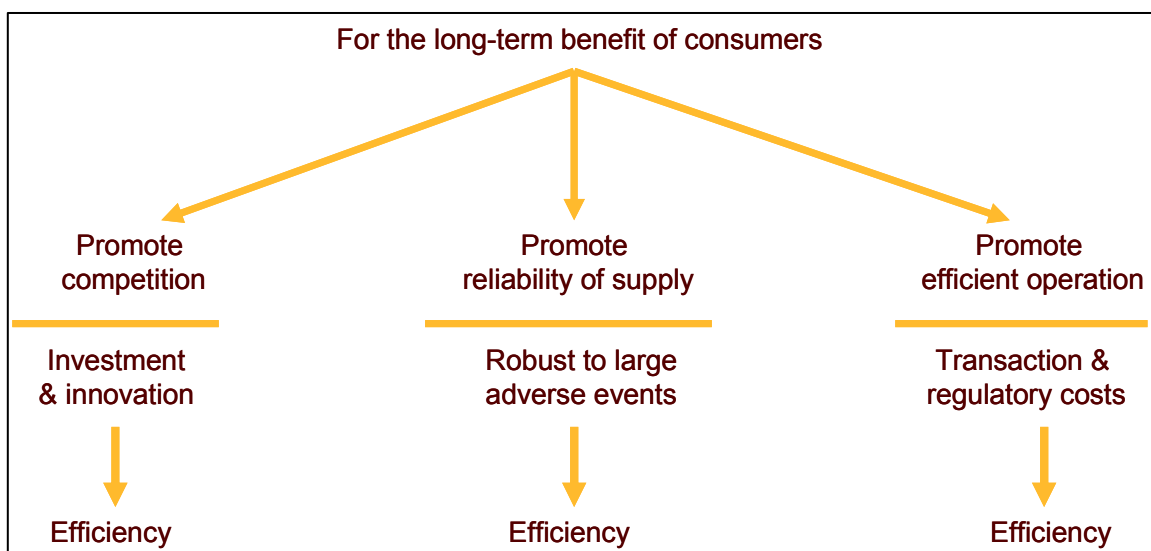 For the long-term benefit of consumers
Promote
competition
Promote
reliability of supply
Promote
efficient operation
Investment
& innovation
Robust to large
adverse events
Transaction &
regulatory costs
Efficiency
Efficiency
Efficiency